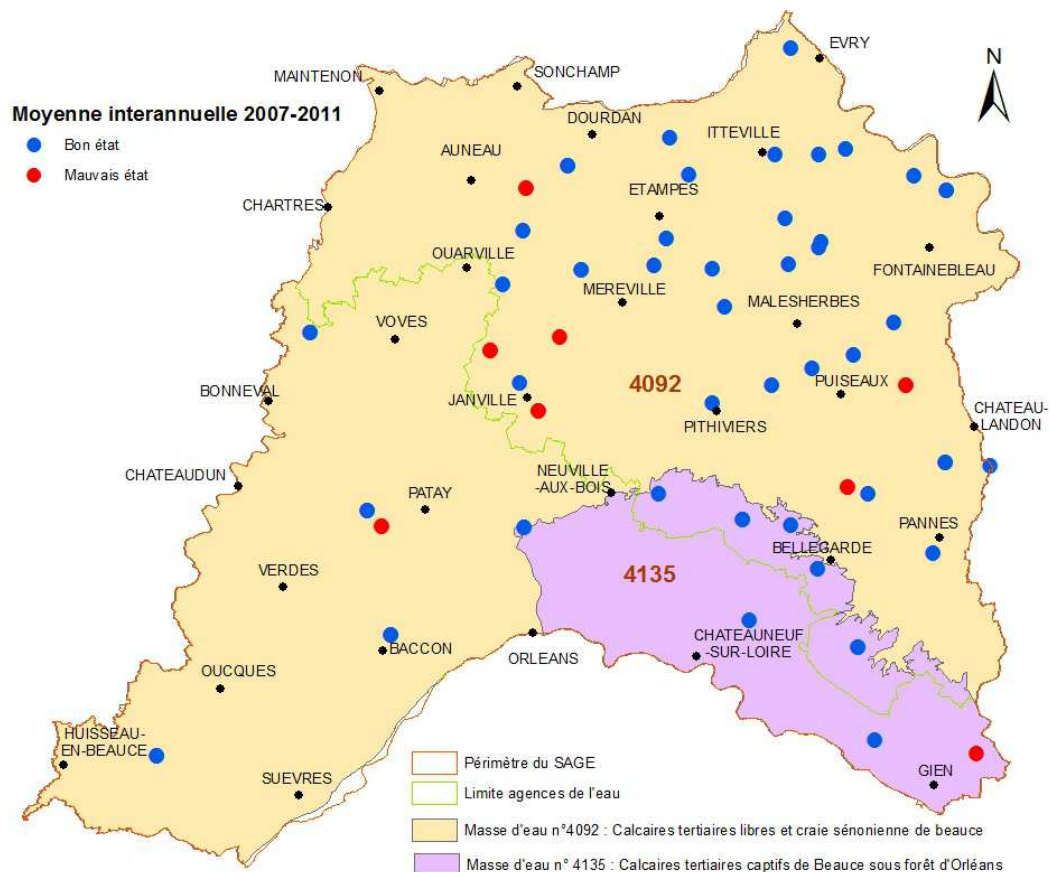 EVRY
SONCHAMP
MAINTENON
N
Moyenne interannuelle 2007-2011
Bon état
Mauvais état
DOURDAN
ITTEVILLE
AUNEAU
ETAMPES
CHARTRES
OUARVILLE
FONTAINEBLEAU
MEREVILLE
MALESHERBES
VOVES
4092
PUISEAUX
BONNEVAL
JANVILLE
PITHIVIERS
CHATEAU-
LANDON
CHATEAUDUN
NEUVILLE
-AUX-BOIS
PATAY
PANNES
BELLEGARDE
VERDES
4135
CHATEAUNEUF
-SUR-LOIRE
BACCON
ORLEANS
OUCQUES
HUISSEAU-
EN-BEAUCE
SUEVRES
GIEN
Périmètre du SAGE
Limite agences de l'eau
Masse d'eau n°4092 : Calcaires tertiaires libres et craie sénonienne de beauce
Masse d'eau n° 4135 : Calcaires tertiaires captifs de Beauce sous forêt d'Orléans